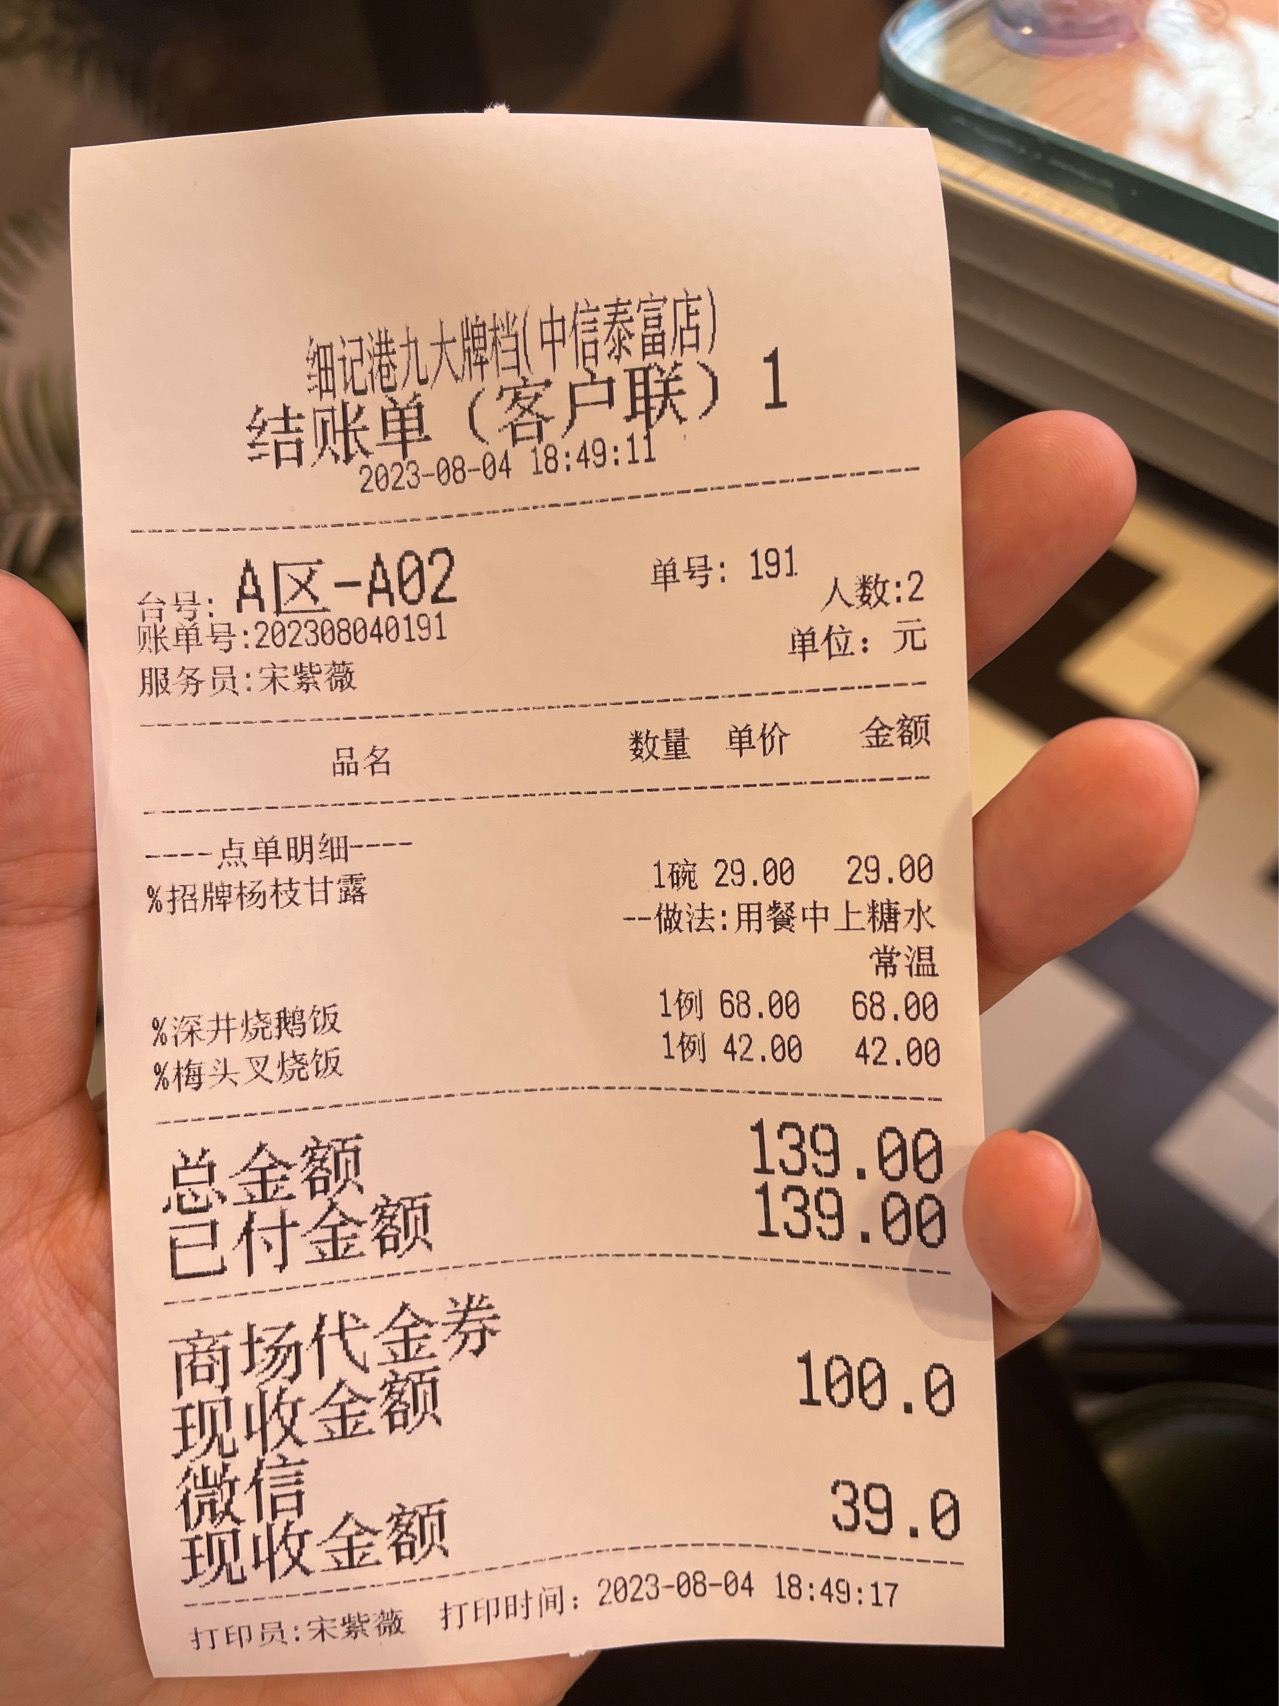 细记港九大牌档(中信泰富店)
结账单（客户联）1
2023-08-04 18:49:11
台号: A区-A02 单号: 191
人数:2
账单号:202308040191
单位: 元
服务员:宋紫薇
品名 数量 单价 金额
----点单明细----
%招牌杨枝甘露 1碗 29.00 29.00
--做法:用餐中上糖水
常温
%深井烧鹅饭 1例 68.00 68.00
%梅头叉烧饭 1例 42.00 42.00
总金额 139.00
已付金额 139.00
商场代金券
现收金额 100.0
微信
现收金额 39.0
打印员:宋紫薇 打印时间: 2023-08-04 18:49:17